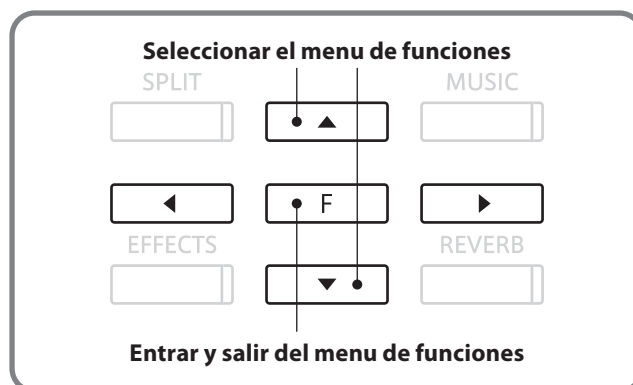 Seleccionar el menu de funciones
SPLIT MUSIC
F
EFFECTS REVERB
Entrar y salir del menu de funciones